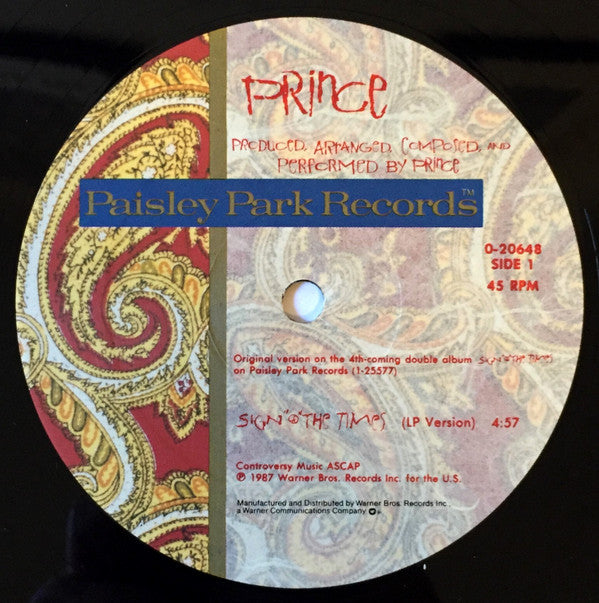 PRINCE
PRODUCED, ARRANGED, COMPOSED, AND
PERFORMED BY PRINCE
Paisley Park Records™
0-20648
SIDE 1
45 RPM
Original version on the 4th-coming double album SIGN "O" THE TIMES
on Paisley Park Records (1-25577)
SIGN "O" THE TIMES (LP Version) 4:57
Controversy Music ASCAP
℗ 1987 Warner Bros. Records Inc. for the U.S.
Manufactured and Distributed by Warner Bros. Records Inc.,
a Warner Communications Company